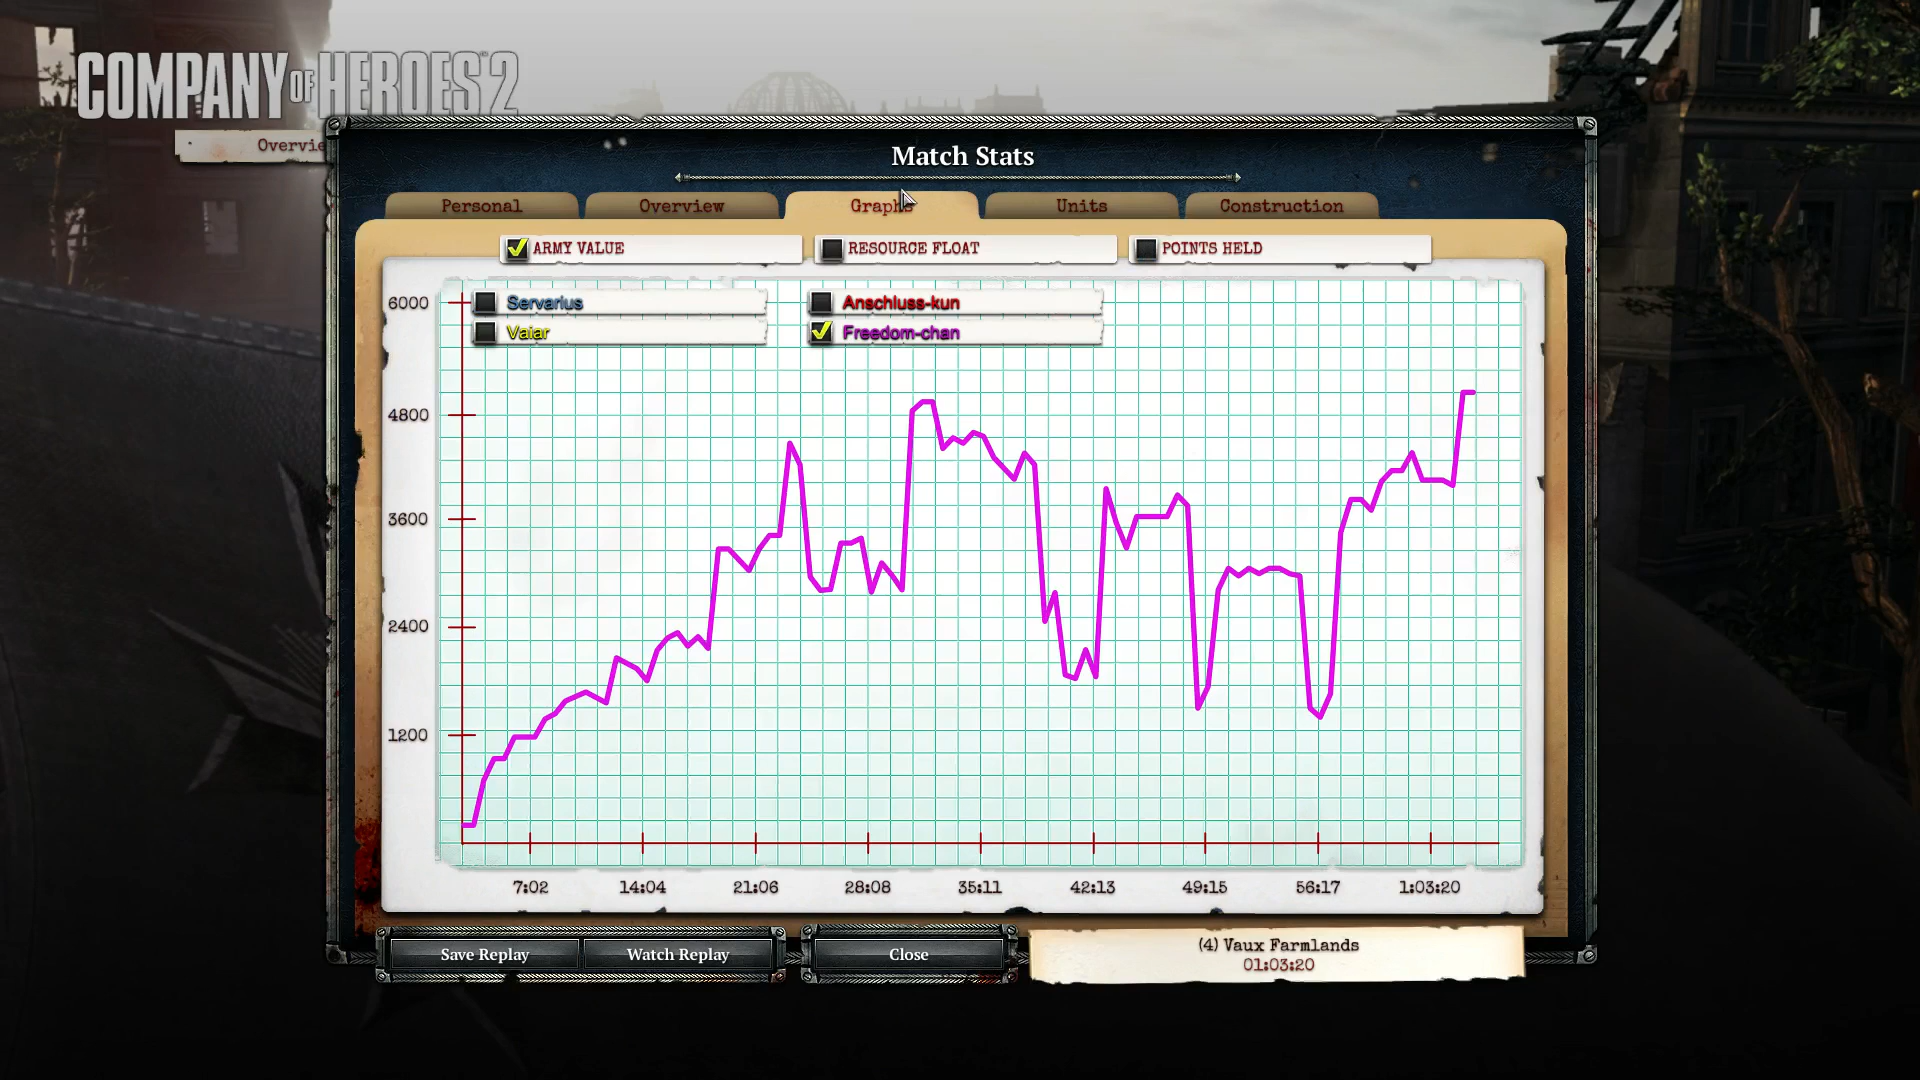 COMPANY OF HEROES 2
Overvie
Match Stats
Personal
Overview
Graphs
Units
Construction
ARMY VALUE
RESOURCE FLOAT
POINTS HELD
Servarius
Anschluss-kun
Vaiar
Freedom-chan
6000
4800
3600
2400
1200
7:02
14:04
21:06
28:08
35:11
42:13
49:15
56:17
1:03:20
Save Replay
Watch Replay
Close
(4) Vaux Farmlands
01:03:20